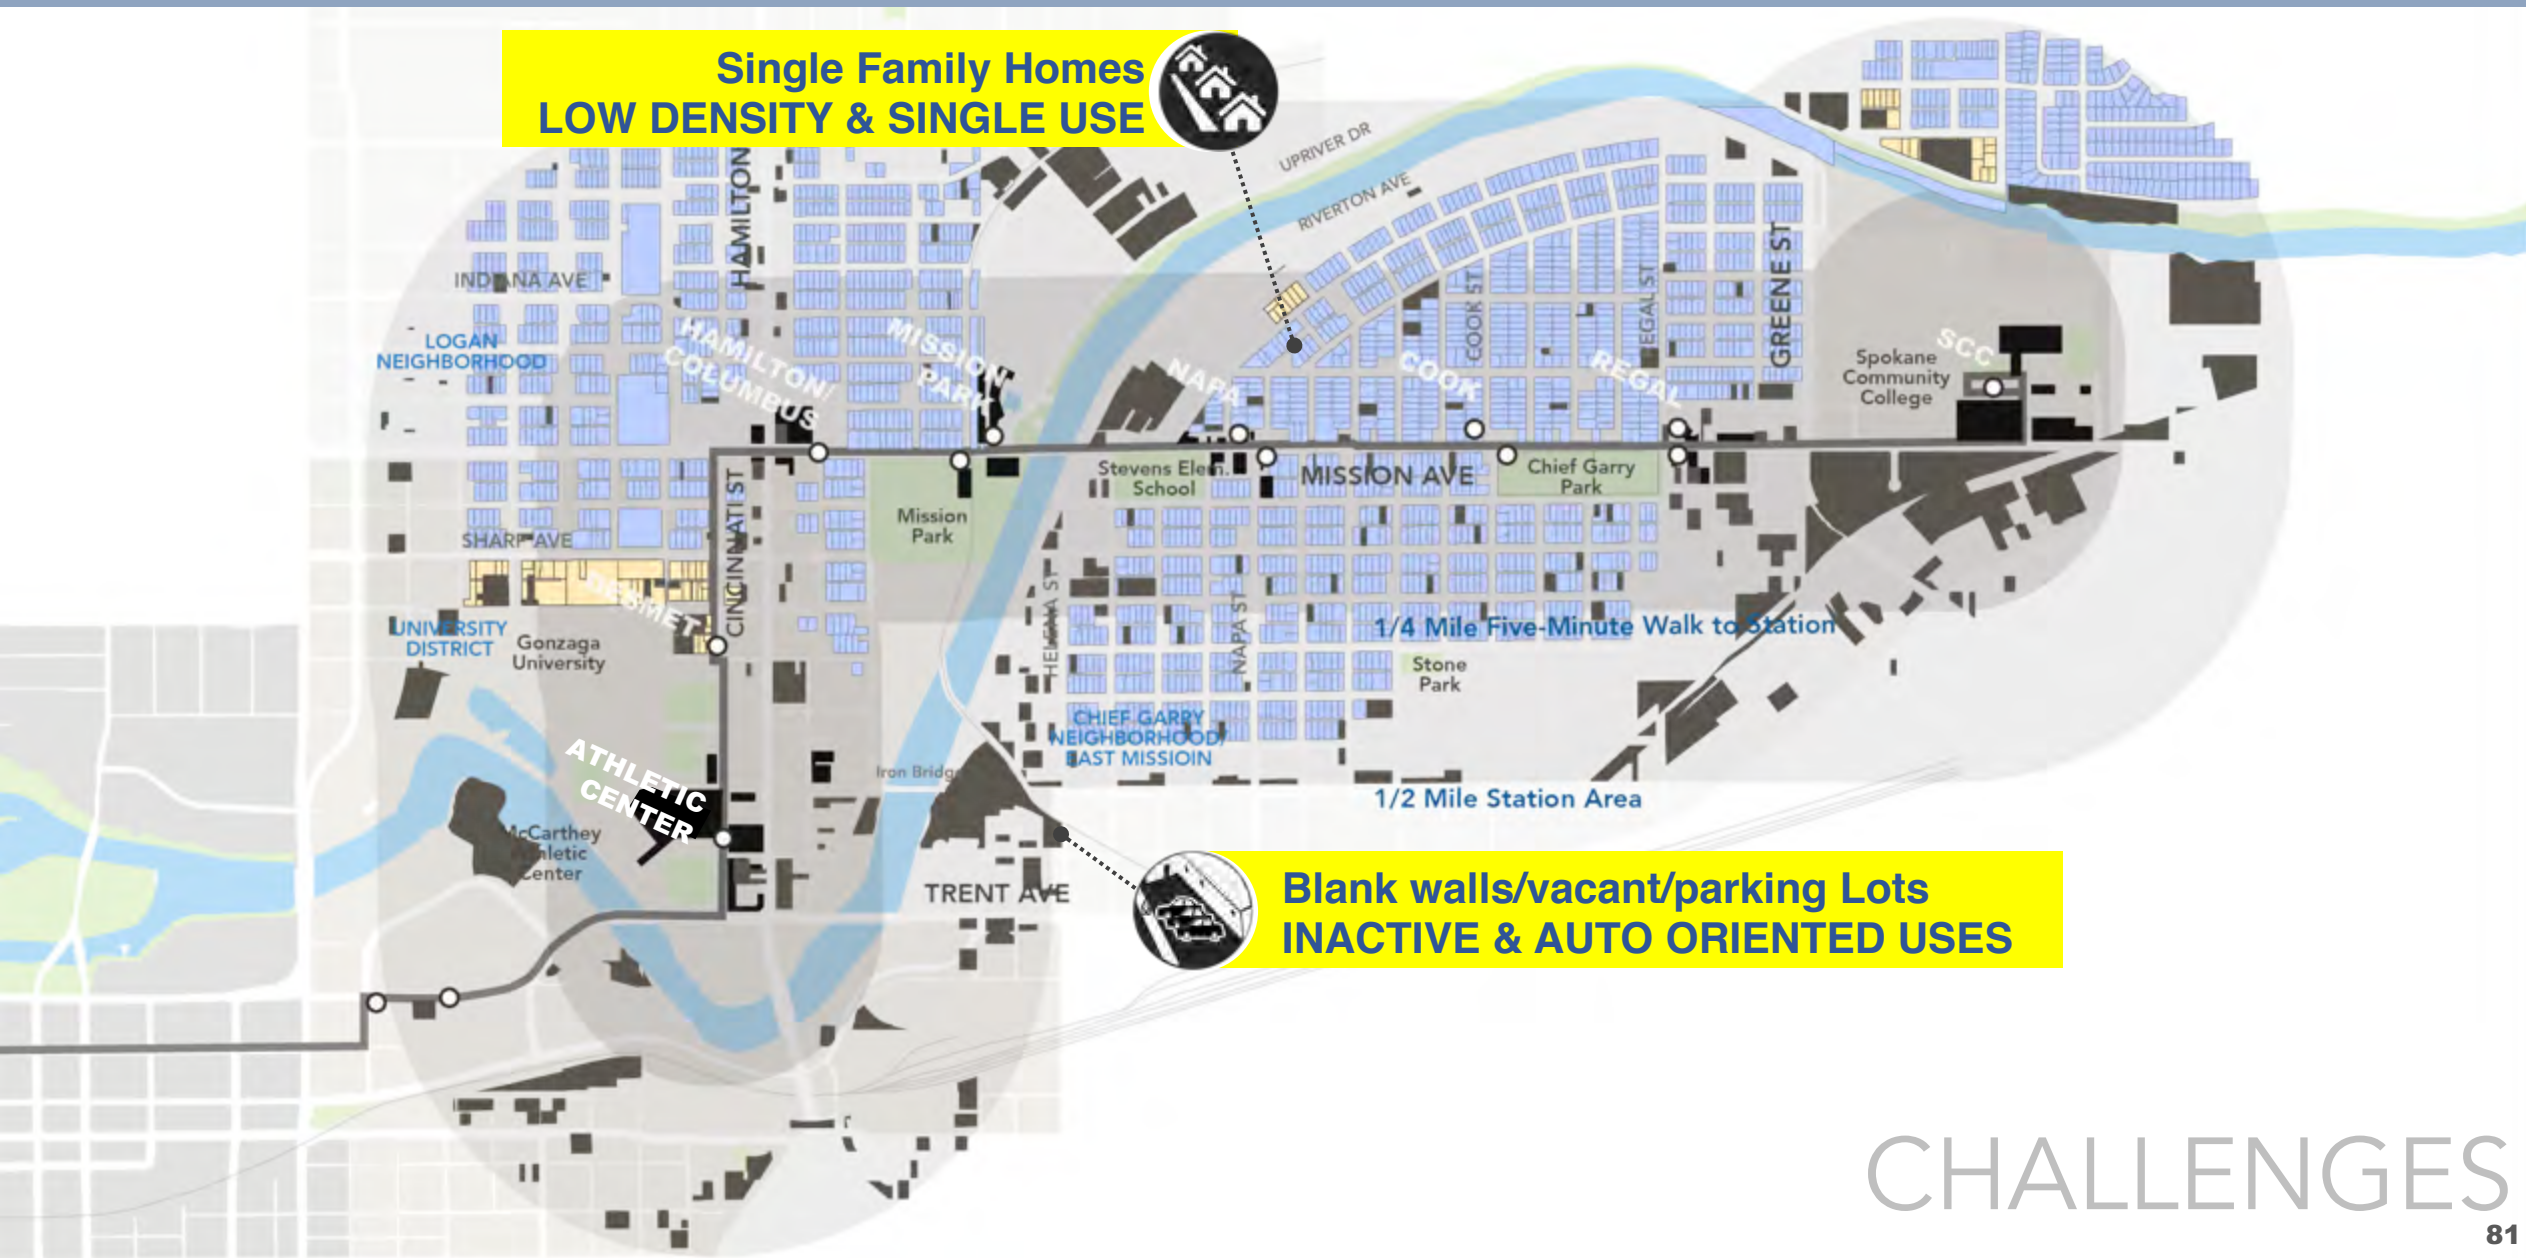 Single Family Homes
LOW DENSITY & SINGLE USE
UPRIVER DR
RIVERTON AVE
HAMILTON
INDIANA AVE
LOGAN
NEIGHBORHOOD
HAMILTON/
COLUMBUS
MISSION
PARK
NAPA
COOK
COOK ST
REGAL
REGAL ST
GREENE ST
SCC
Spokane
Community
College
CINCINNATI ST
Mission
Park
Stevens Elem.
School
MISSION AVE
Chief Garry
Park
SHARP AVE
DESMET
UNIVERSITY
DISTRICT
Gonzaga
University
HELENA ST
NAPA ST
1/4 Mile Five-Minute Walk to Station
Stone
Park
CHIEF GARRY
NEIGHBORHOOD/
EAST MISSIOIN
ATHLETIC
CENTER
Iron Bridge
1/2 Mile Station Area
McCarthey
Athletic
Center
TRENT AVE
Blank walls/vacant/parking Lots
INACTIVE & AUTO ORIENTED USES
CHALLENGES
81